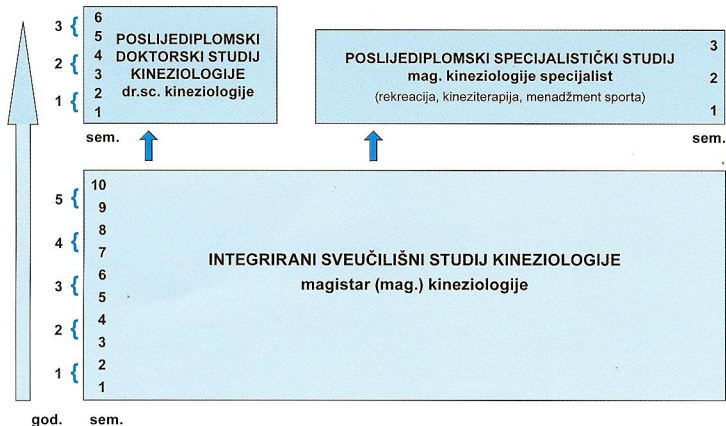 3 {
2 {
1 {
6
5
4
3
2
1
POSLIJEDIPLOMSKI
DOKTORSKI STUDIJ
KINEZIOLOGIJE
dr.sc. kineziologije
sem.
POSLIJEDIPLOMSKI SPECIJALISTIČKI STUDIJ
mag. kineziologije specijalist
(rekreacija, kineziterapija, menadžment sporta)
3
2
1
sem.
5 {
4 {
3 {
2 {
1 {
10
9
8
7
6
5
4
3
2
1
INTEGRIRANI SVEUČILIŠNI STUDIJ KINEZIOLOGIJE
magistar (mag.) kineziologije
god.
sem.